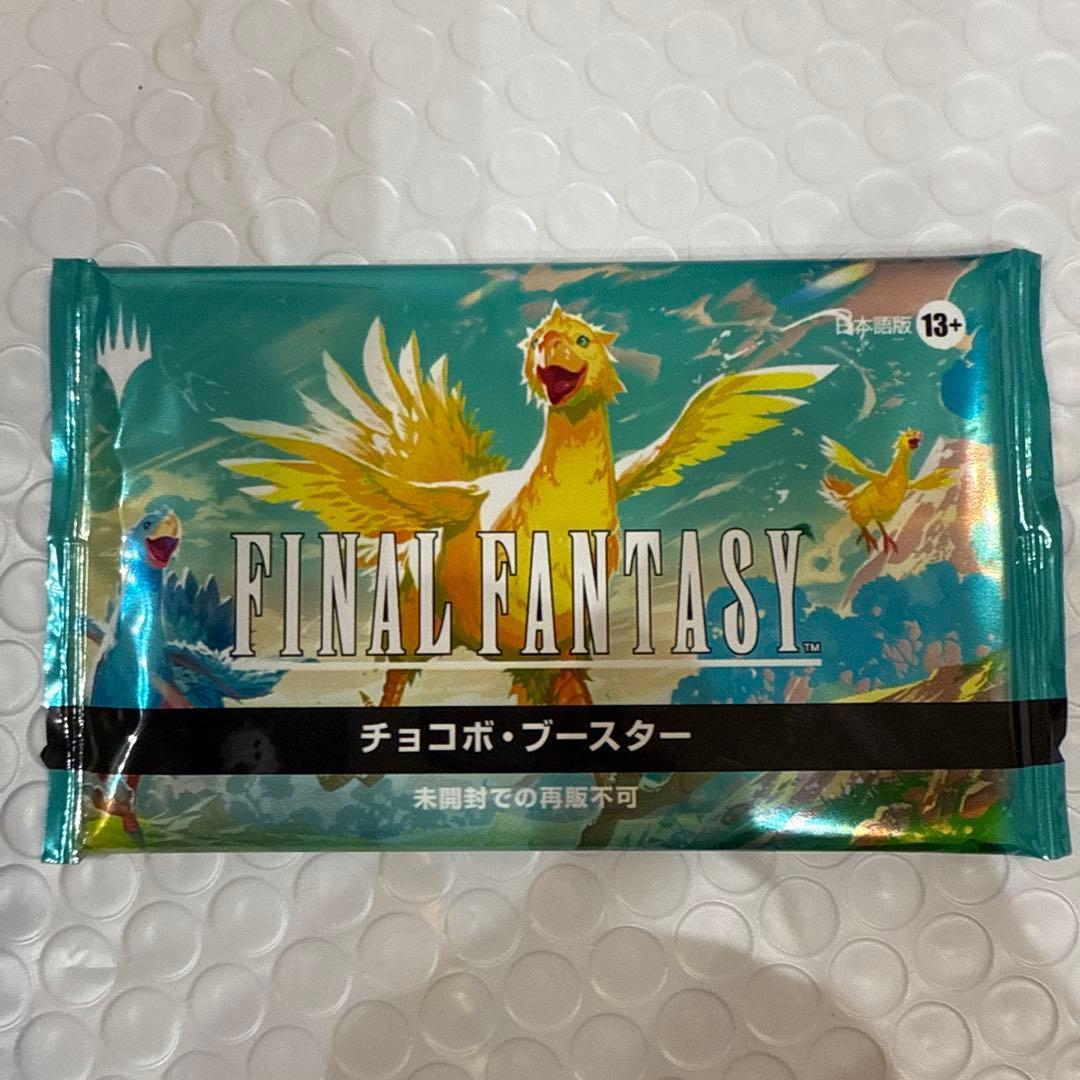 日本語版 13+
FINAL FANTASY™
チョコボ・ブースター
未開封での再販不可